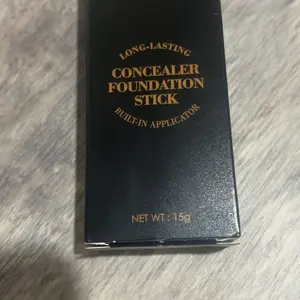 LONG-LASTING
CONCEALER
FOUNDATION
STICK
BUILT-IN APPLICATOR
NET WT : 15g